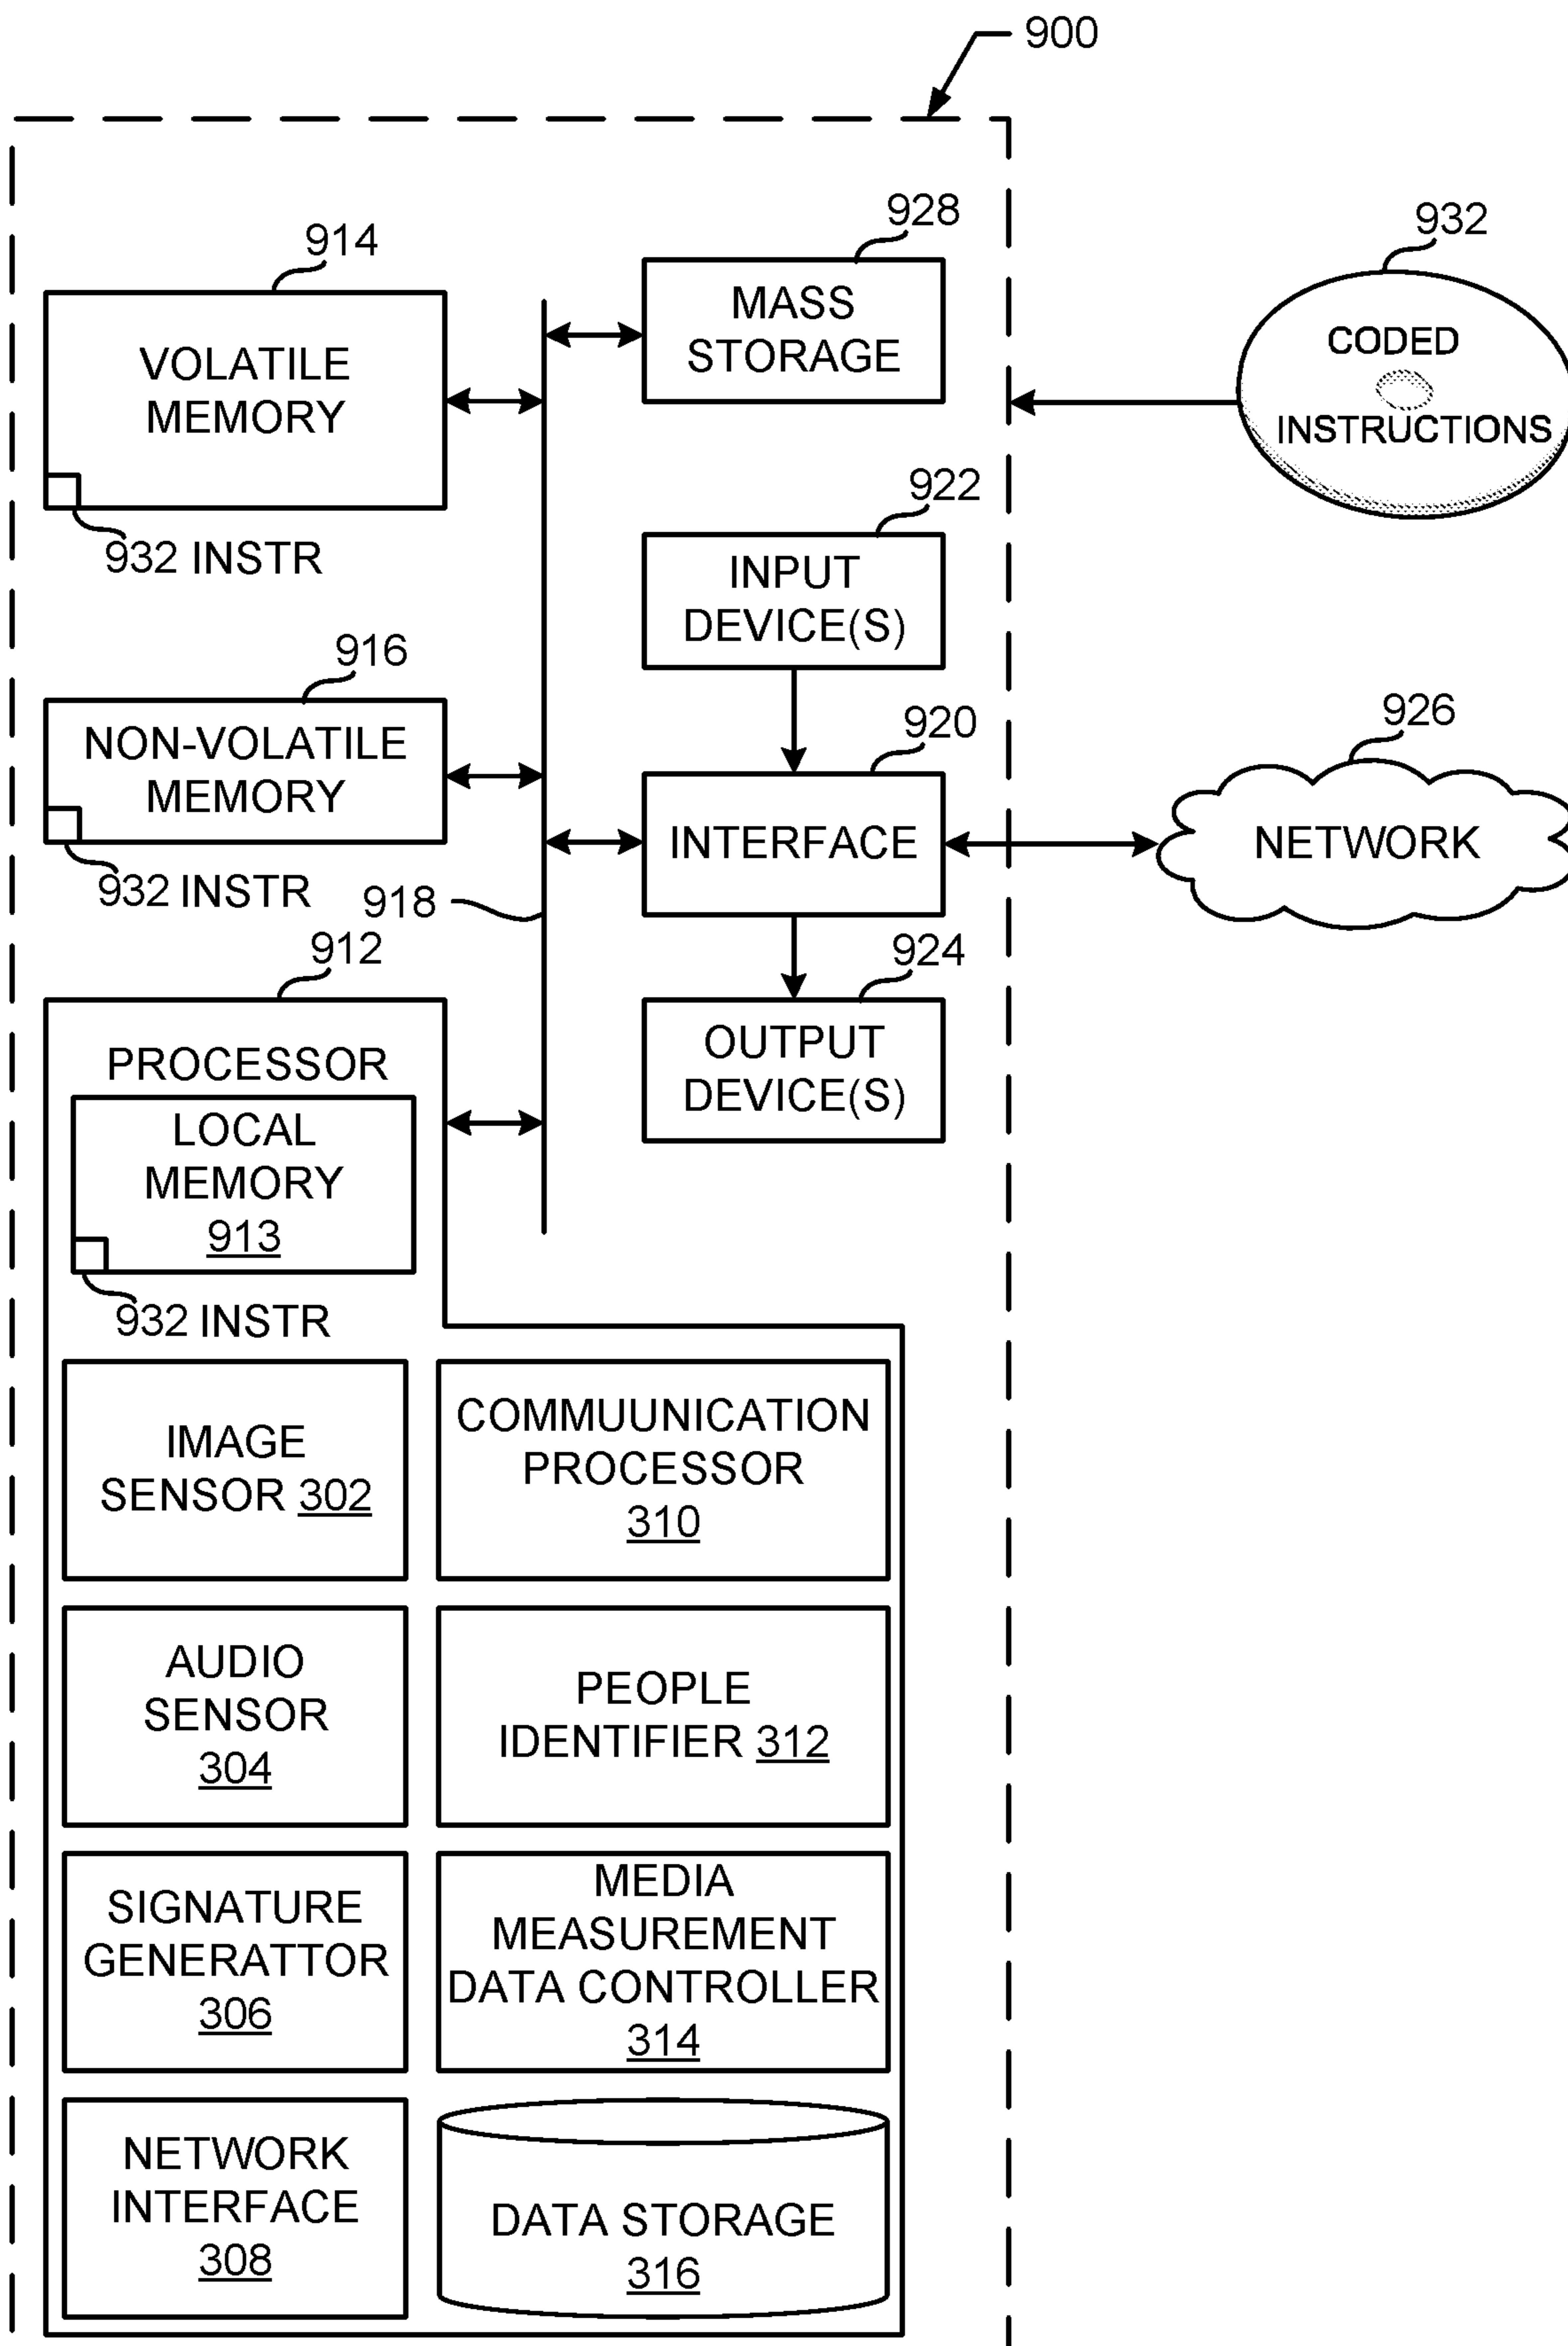 900
914
VOLATILE
MEMORY
932 INSTR
928
MASS
STORAGE
932
CODED
INSTRUCTIONS
922
INPUT
DEVICE(S)
916
NON-VOLATILE
MEMORY
932 INSTR
920
INTERFACE
926
NETWORK
918
924
OUTPUT
DEVICE(S)
912
PROCESSOR
LOCAL
MEMORY
913
932 INSTR
IMAGE
SENSOR 302
COMMUUNICATION
PROCESSOR
310
AUDIO
SENSOR
304
PEOPLE
IDENTIFIER 312
SIGNATURE
GENERATTOR
306
MEDIA
MEASUREMENT
DATA CONTROLLER
314
NETWORK
INTERFACE
308
DATA STORAGE
316